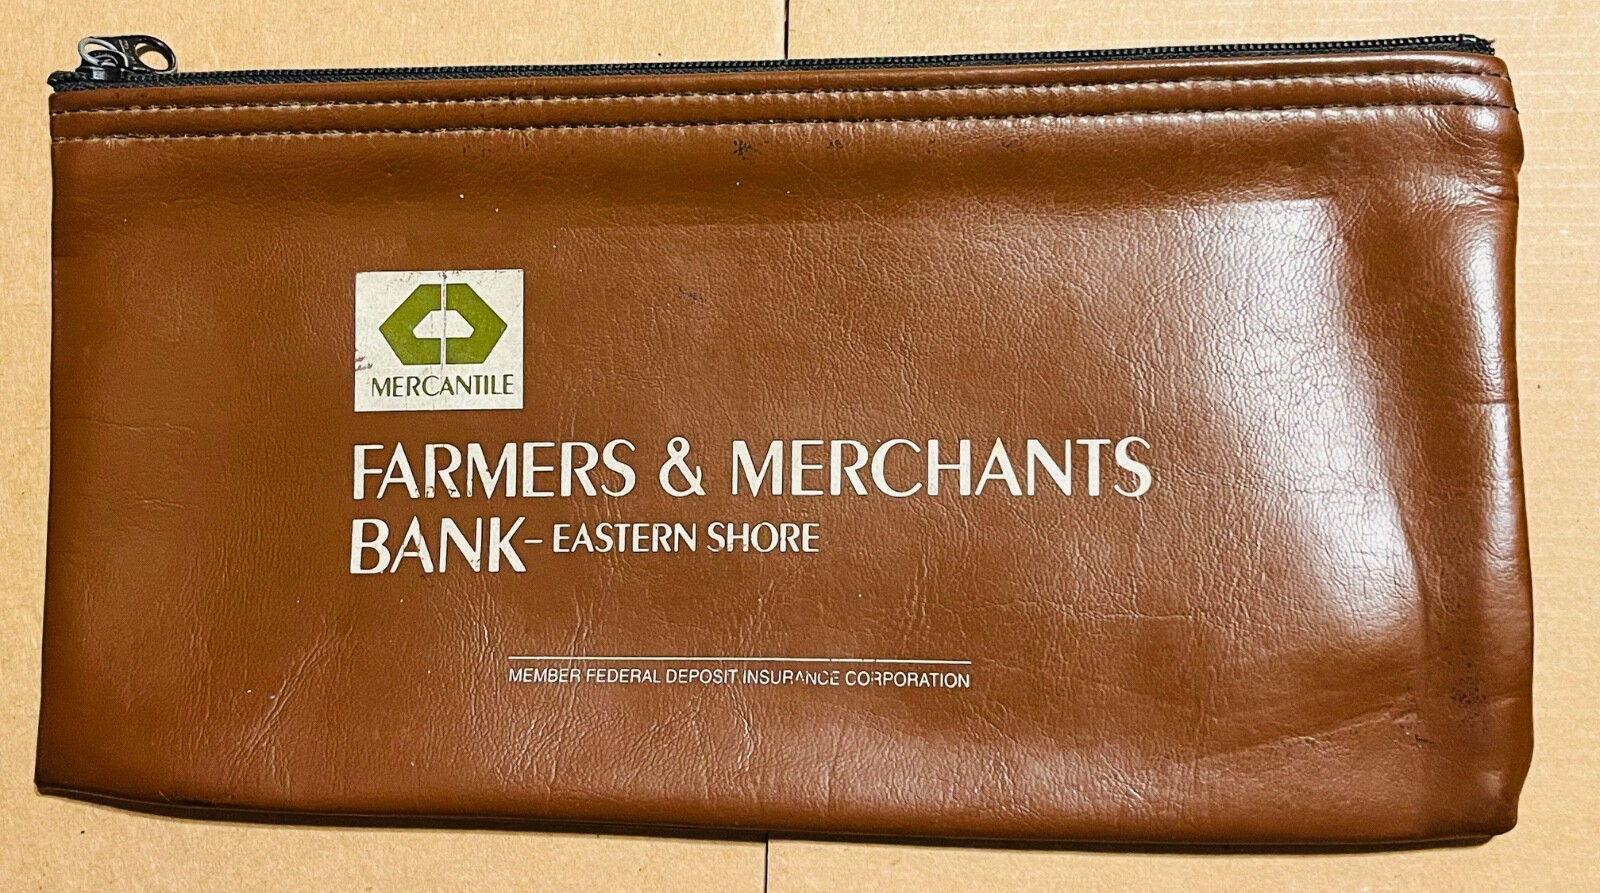 MERCANTILE
FARMERS & MERCHANTS
BANK - EASTERN SHORE
MEMBER FEDERAL DEPOSIT INSURANCE CORPORATION